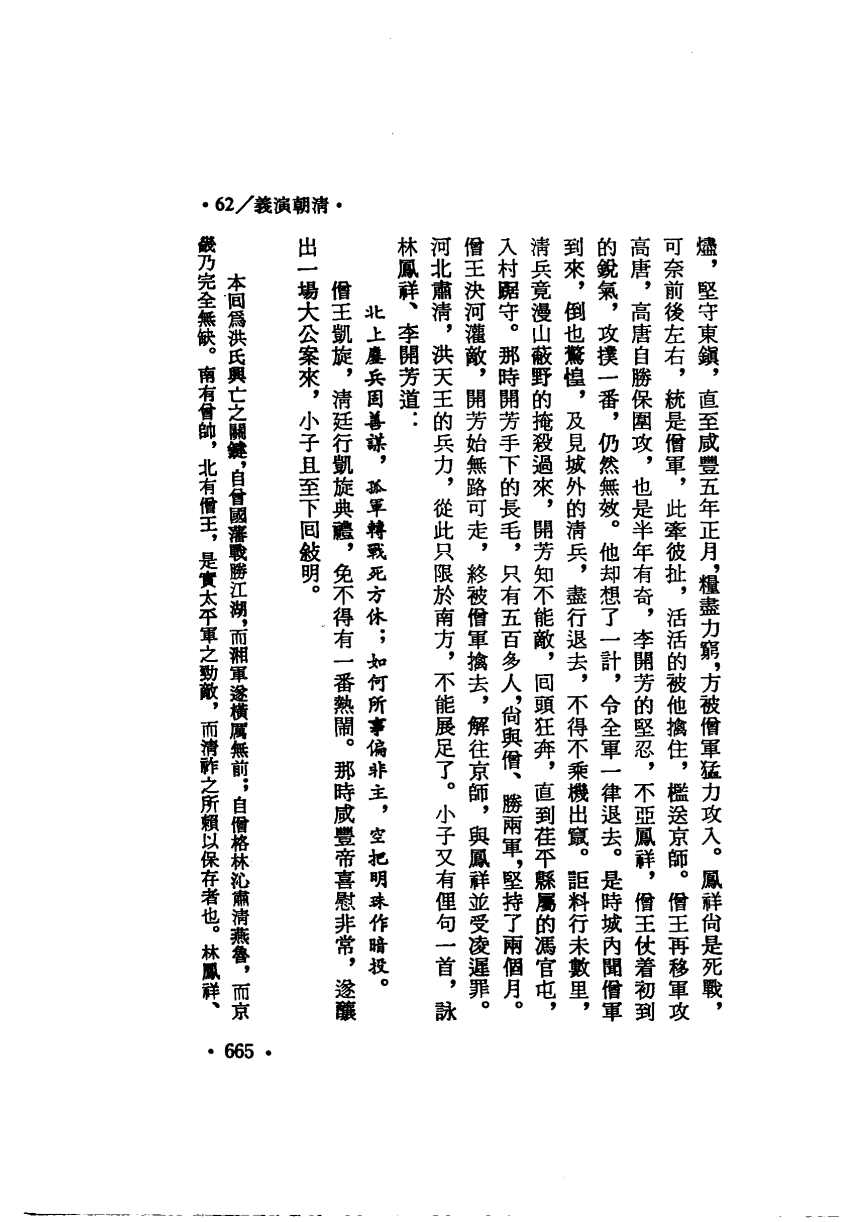 •62／義演朝清•
燼，堅守東鎭，直至咸豐五年正月，糧盡力窮，方被僧軍猛力攻入。鳳祥尙是死戰，
可奈前後左右，統是僧軍，此牽彼扯，活活的被他擒住，檻送京師。僧王再移軍攻
高唐，高唐自勝保圍攻，也是半年有奇，李開芳的堅忍，不亞鳳祥，僧王仗着初到
的銳氣，攻撲一番，仍然無效。他却想了一計，令全軍一律退去。是時城內聞僧軍
到來，倒也驚惶，及見城外的淸兵，盡行退去，不得不乘機出竄。詎料行未數里，
淸兵竟漫山蔽野的掩殺過來，開芳知不能敵，回頭狂奔，直到茌平縣屬的馮官屯，
入村踞守。那時開芳手下的長毛，只有五百多人，尙與僧、勝兩軍，堅持了兩個月。
僧王決河灌敵，開芳始無路可走，終被僧軍擒去，解往京師，與鳳祥並受凌遲罪。
河北肅淸，洪天王的兵力，從此只限於南方，不能展足了。小子又有俚句一首，詠
林鳳祥、李開芳道：
北上鏖兵固善謀，孤軍轉戰死方休；如何所事偏非主，空把明珠作暗投。
僧王凱旋，淸廷行凱旋典禮，免不得有一番熱鬧。那時咸豐帝喜慰非常，遂釀
出一場大公案來，小子且至下回敍明。
本回爲洪氏興亡之關鍵，自曾國藩戰勝江湖，而湘軍遂橫厲無前；自僧格林沁肅淸燕魯，而京
畿乃完全無缺。南有曾帥，北有僧王，是實太平軍之勁敵，而淸祚之所賴以保存者也。林鳳祥、
•665•